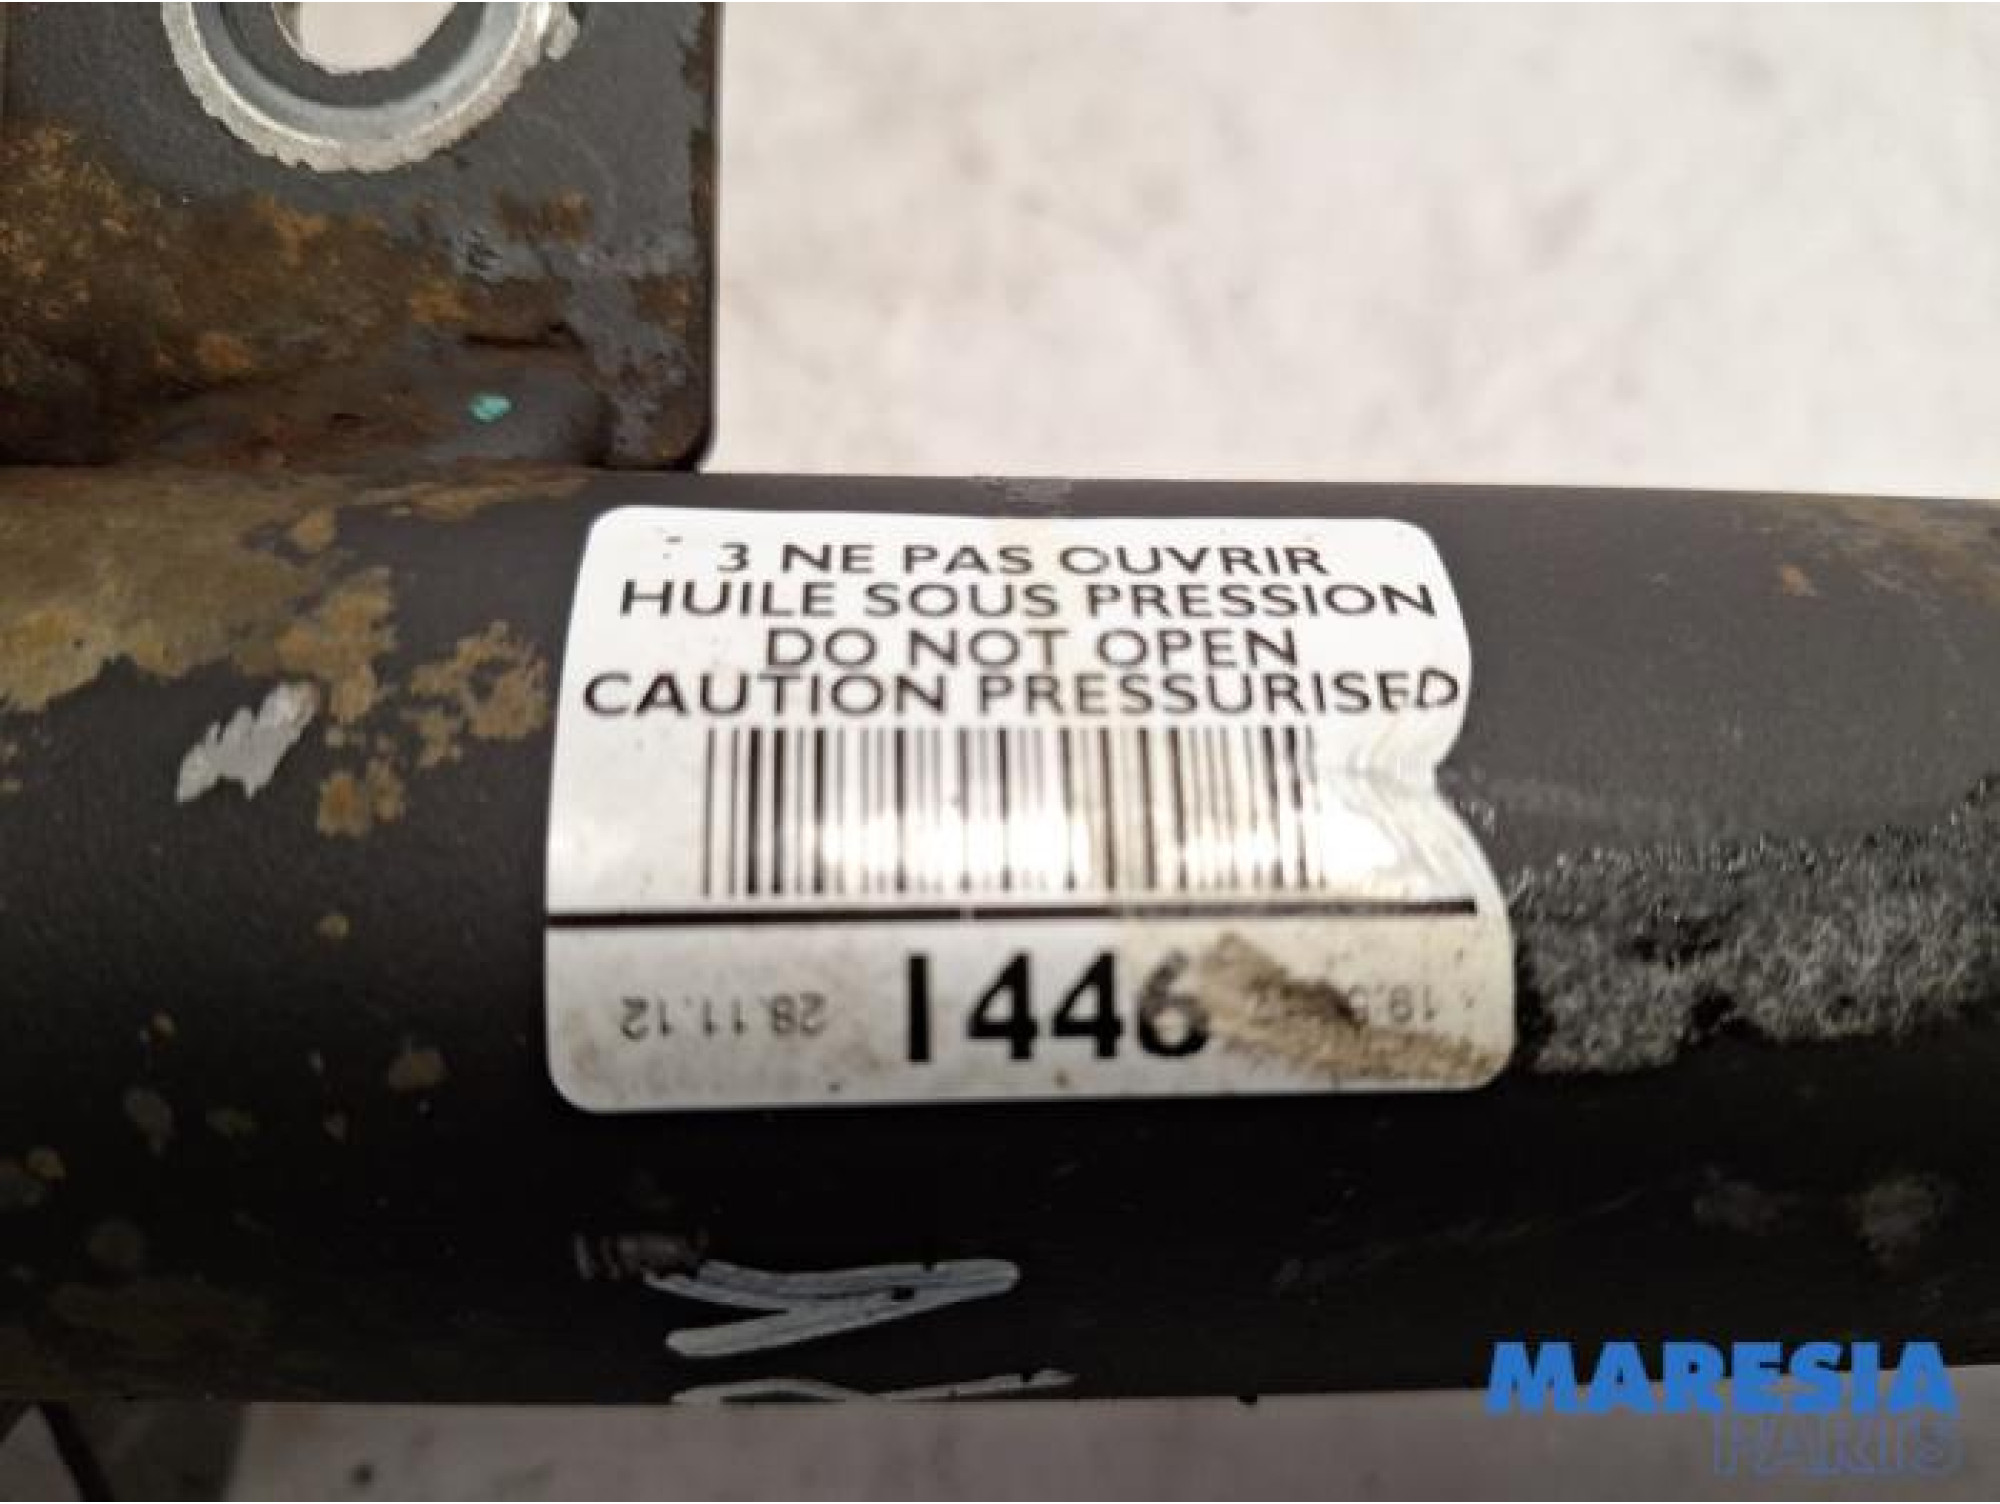 3 NE PAS OUVRIR
HUILE SOUS PRESSION
DO NOT OPEN
CAUTION PRESSURISED
28.11.12 1446
MARESIA
PARTS